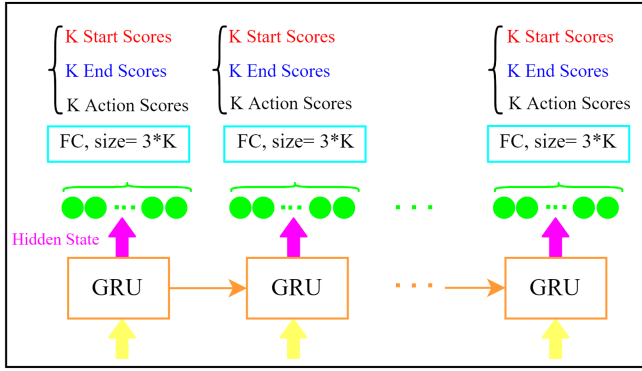 K Start Scores K Start Scores K Start Scores
K End Scores K End Scores K End Scores
K Action Scores K Action Scores K Action Scores
FC, size= 3*K FC, size= 3*K FC, size= 3*K
Hidden State
GRU GRU GRU